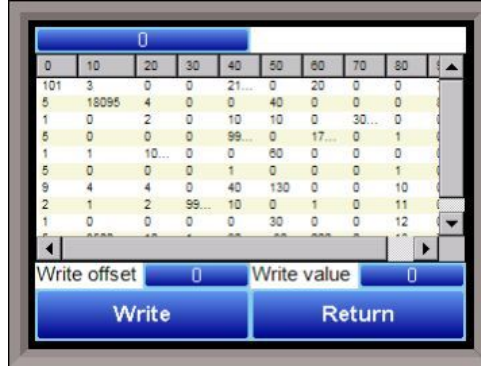 0
0 10 20 30 40 50 60 70 80
101 3 0 0 21... 0 20 0 0
5 18095 4 0 0 40 0 0 0
1 0 2 0 10 10 0 30... 0
5 0 0 0 99... 0 17... 0 1
1 1 10... 0 0 60 0 0 0
5 0 0 0 1 0 0 0 1
9 4 4 0 40 130 0 0 10
2 1 2 99... 10 0 1 0 11
1 0 0 0 0 30 0 0 12
Write offset 0 Write value 0
Write Return